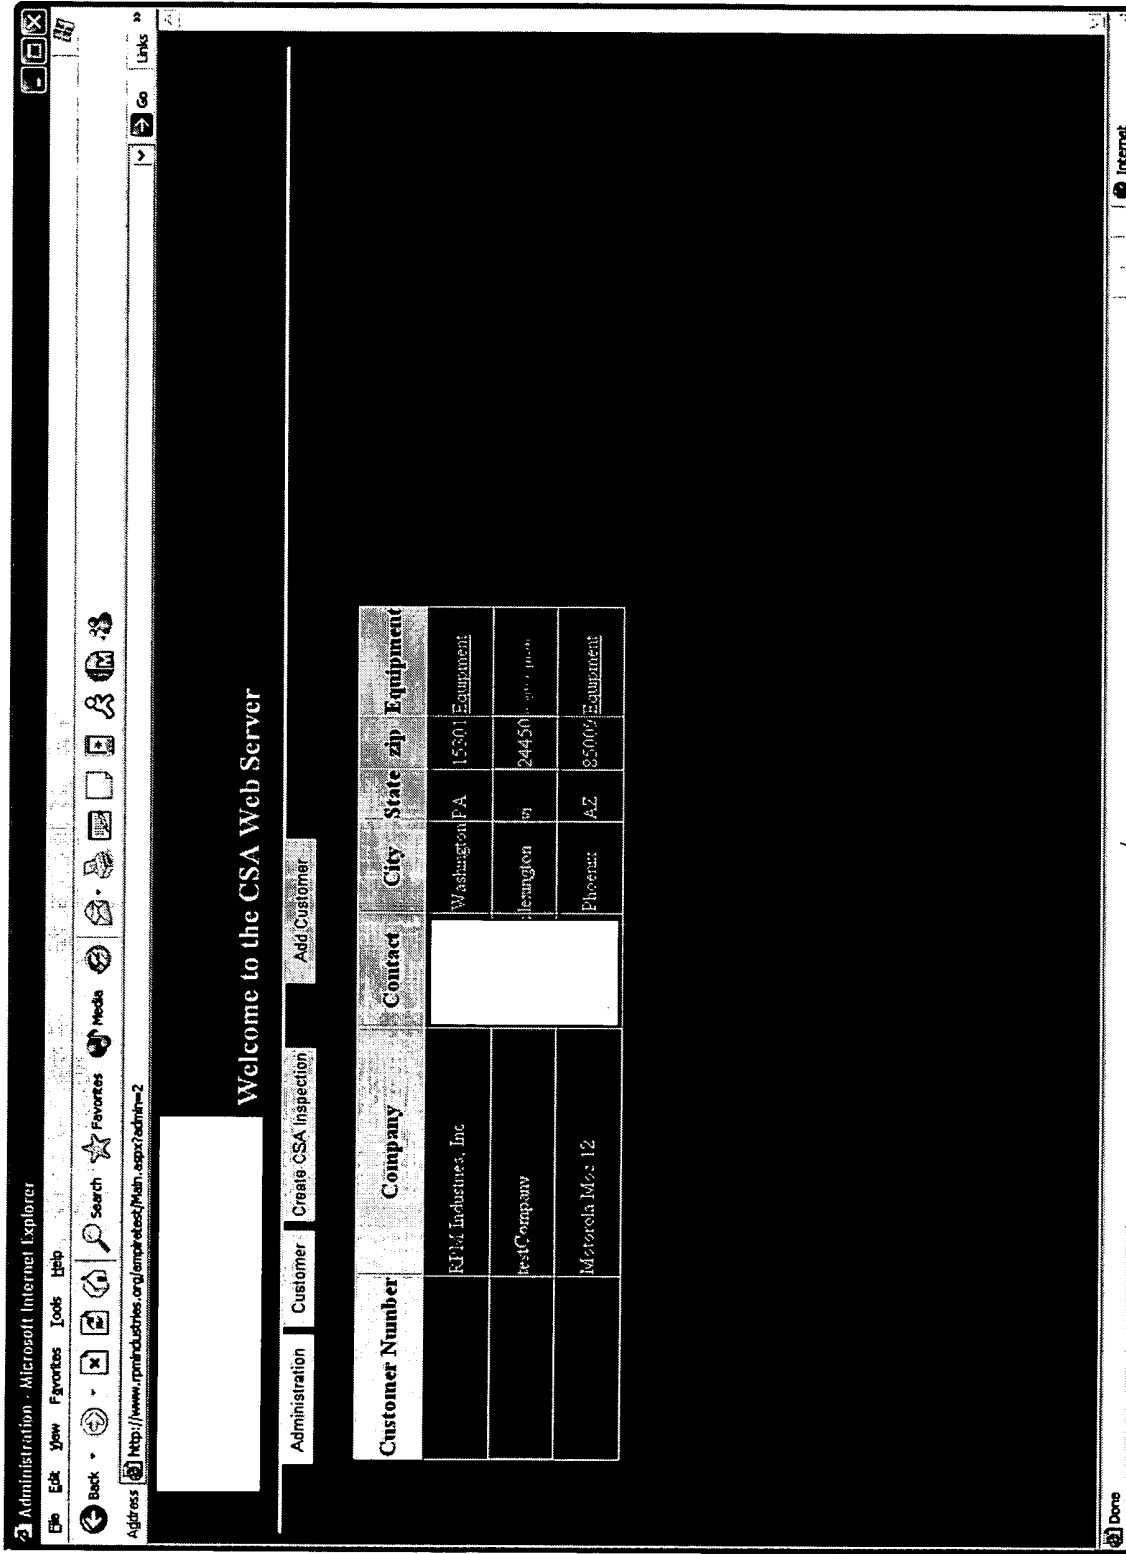 Administration - Microsoft Internet Explorer
File Edit View Favorites Tools Help
Back Search Favorites Media
Address http://www.rpmindustries.org/empiretest/Main.aspx?admin=2 Go Links »
Welcome to the CSA Web Server
Administration Customer Create CSA Inspection Add Customer
Customer Number Company Contact City State zip Equipment
RPM Industries, Inc Washington PA 15301 Equipment
testCompany 24450
Motorola Moc 12 Phoenix AZ 85009 Equipment
Done Internet